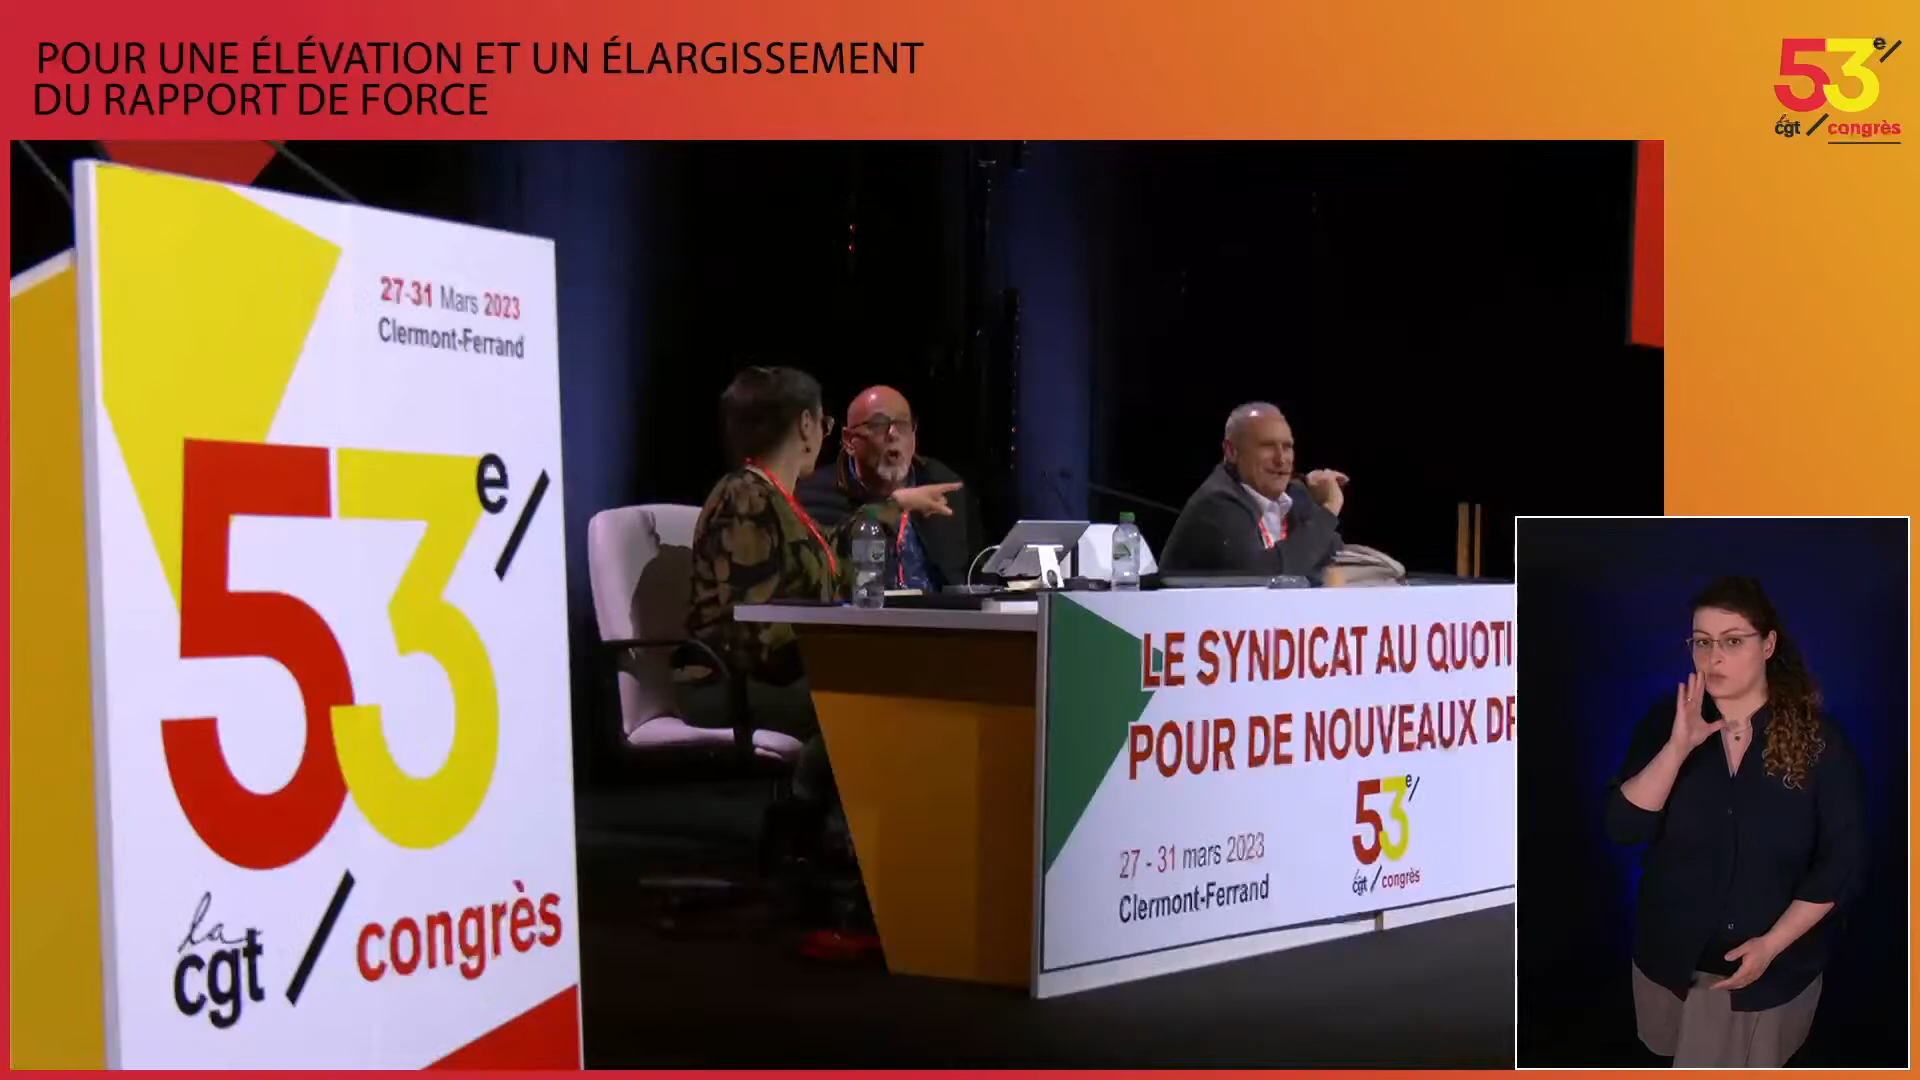 POUR UNE ÉLÉVATION ET UN ÉLARGISSEMENT
DU RAPPORT DE FORCE
53e/
la cgt / congrès
27-31 Mars 2023
Clermont-Ferrand
53e/
la cgt / congrès
LE SYNDICAT AU QUOTI
POUR DE NOUVEAUX DR
53e/
la cgt / congrès
27 - 31 mars 2023
Clermont-Ferrand